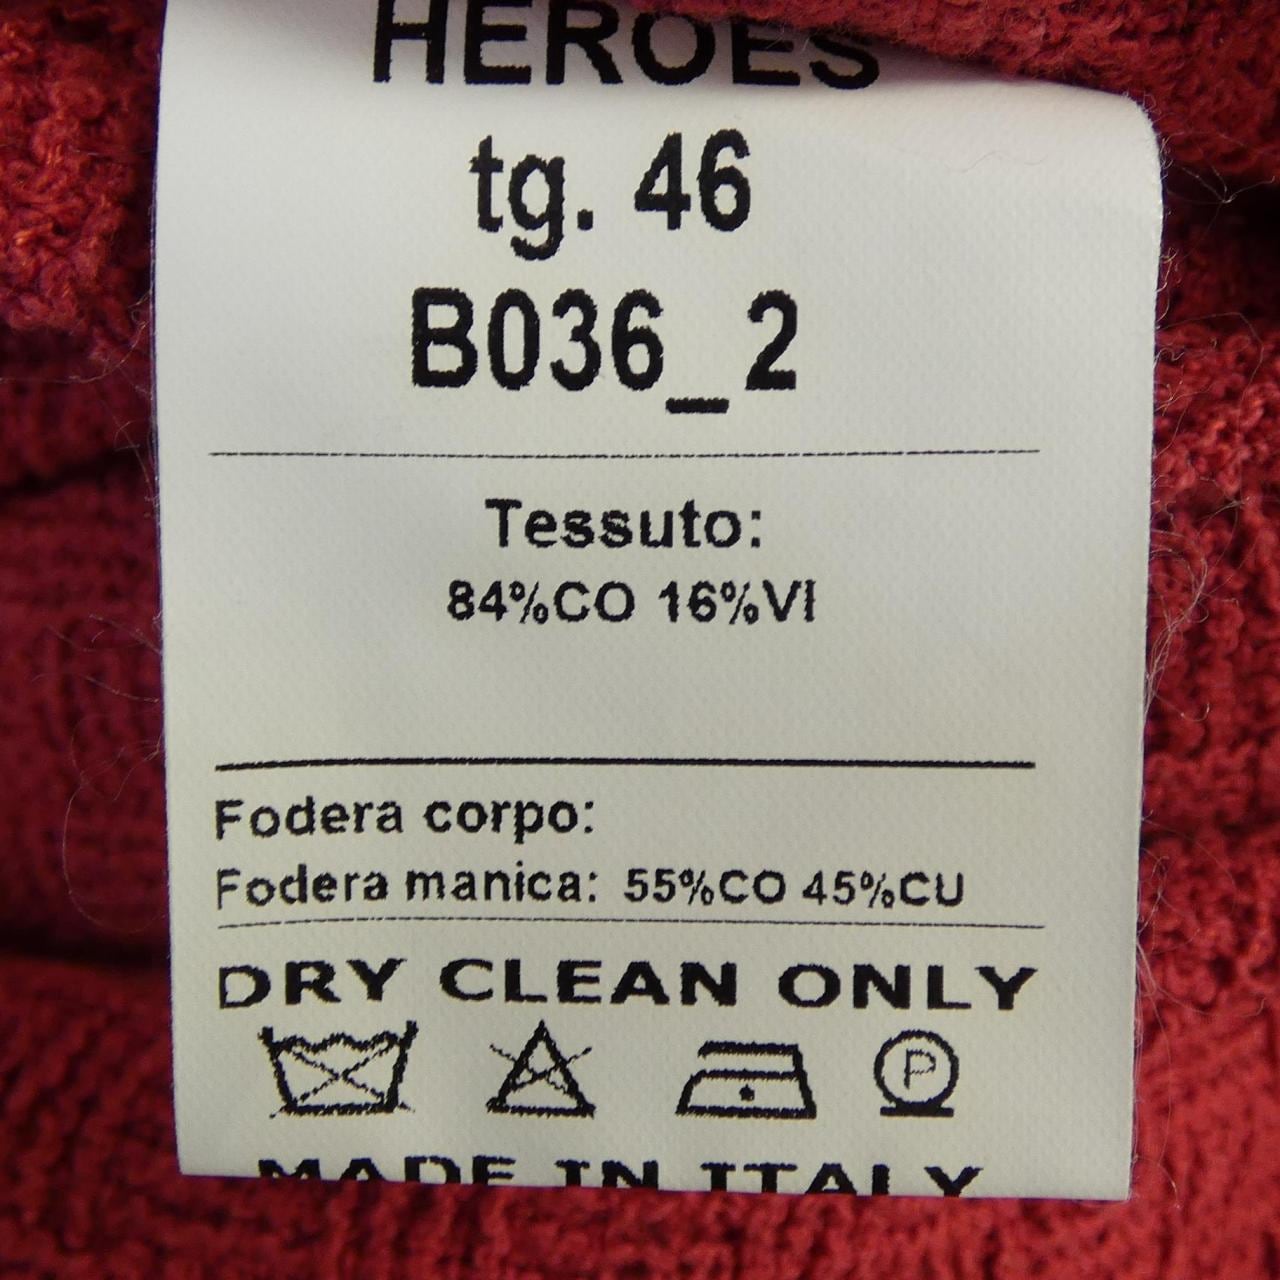 HEROES
tg. 46
B036_2
Tessuto:
84%CO 16%VI
Fodera corpo:
Fodera manica: 55%CO 45%CU
DRY CLEAN ONLY
P
MADE IN ITALY